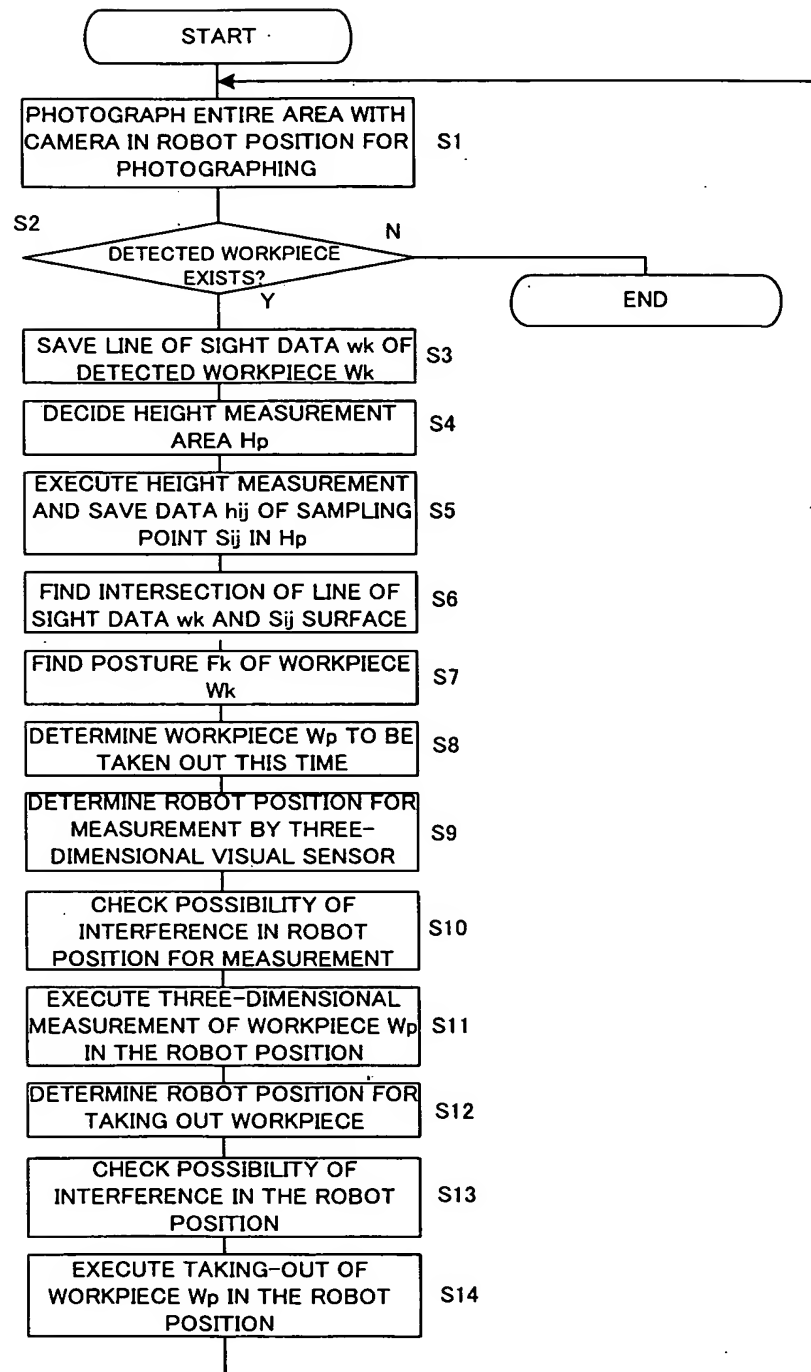 START
PHOTOGRAPH ENTIRE AREA WITH
CAMERA IN ROBOT POSITION FOR
PHOTOGRAPHING
S1
S2
DETECTED WORKPIECE
EXISTS?
N
Y
END
SAVE LINE OF SIGHT DATA wk OF
DETECTED WORKPIECE Wk
S3
DECIDE HEIGHT MEASUREMENT
AREA Hp
S4
EXECUTE HEIGHT MEASUREMENT
AND SAVE DATA hij OF SAMPLING
POINT Sij IN Hp
S5
FIND INTERSECTION OF LINE OF
SIGHT DATA wk AND Sij SURFACE
S6
FIND POSTURE Fk OF WORKPIECE
Wk
S7
DETERMINE WORKPIECE Wp TO BE
TAKEN OUT THIS TIME
S8
DETERMINE ROBOT POSITION FOR
MEASUREMENT BY THREE-
DIMENSIONAL VISUAL SENSOR
S9
CHECK POSSIBILITY OF
INTERFERENCE IN ROBOT
POSITION FOR MEASUREMENT
S10
EXECUTE THREE-DIMENSIONAL
MEASUREMENT OF WORKPIECE Wp
IN THE ROBOT POSITION
S11
DETERMINE ROBOT POSITION FOR
TAKING OUT WORKPIECE
S12
CHECK POSSIBILITY OF
INTERFERENCE IN THE ROBOT
POSITION
S13
EXECUTE TAKING-OUT OF
WORKPIECE Wp IN THE ROBOT
POSITION
S14